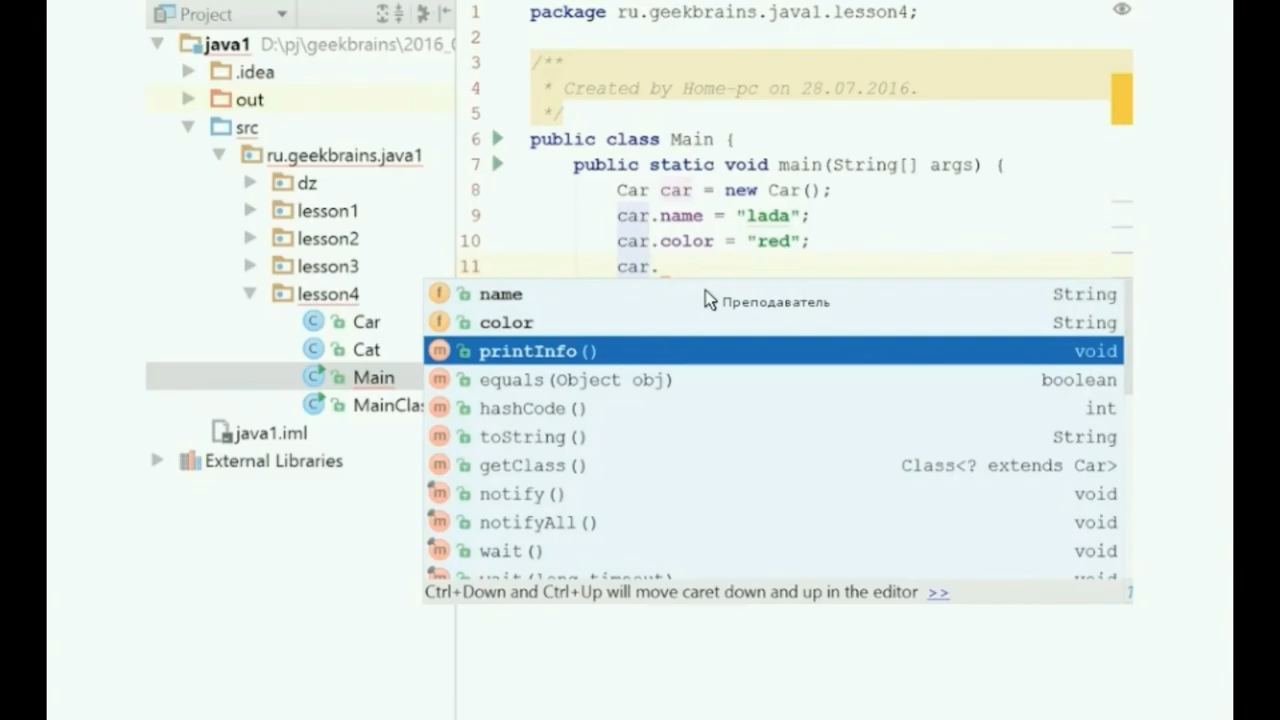 Project
java1 D:\pj\geekbrains\2016_
.idea
out
src
ru.geekbrains.java1
dz
lesson1
lesson2
lesson3
lesson4
Car
Cat
Main
MainClas
java1.iml
External Libraries
1 package ru.geekbrains.java1.lesson4;
2
3 /**
4 * Created by Home-pc on 28.07.2016.
5 */
6 public class Main {
7 public static void main(String[] args) {
8 Car car = new Car();
9 car.name = "lada";
10 car.color = "red";
11 car.
name String
Преподаватель
color String
printInfo() void
equals(Object obj) boolean
hashCode() int
toString() String
getClass() Class<? extends Car>
notify() void
notifyAll() void
wait() void
wait(long timeout) void
Ctrl+Down and Ctrl+Up will move caret down and up in the editor >>